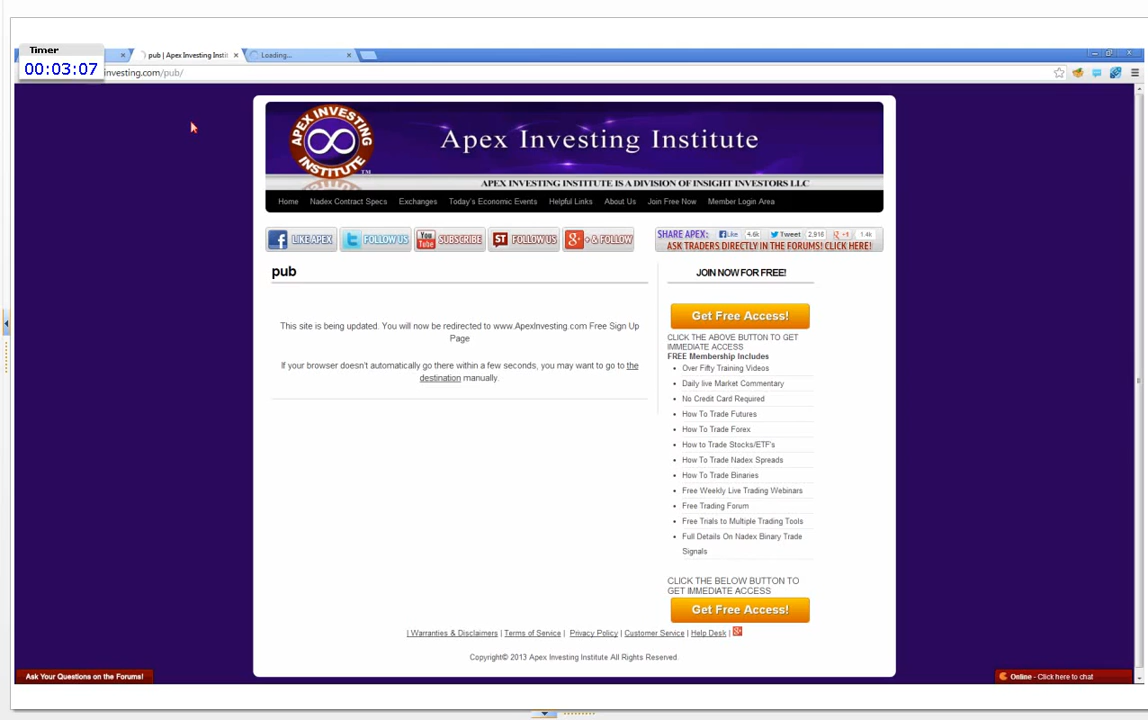 Timer
00:03:07
pub | Apex Investing Instit
Loading...
investing.com/pub/
APEX INVESTING
INSTITUTE
TM
Apex Investing Institute
APEX INVESTING INSTITUTE IS A DIVISION OF INSIGHT INVESTORS LLC
Home Nadex Contract Specs Exchanges Today's Economic Events Helpful Links About Us Join Free Now Member Login Area
LIKE APEX FOLLOW US You Tube SUBSCRIBE ST FOLLOW US + & FOLLOW
SHARE APEX: Like 4.6k Tweet 2,916 +1 1.4k
ASK TRADERS DIRECTLY IN THE FORUMS! CLICK HERE!
pub
This site is being updated. You will now be redirected to www.ApexInvesting.com Free Sign Up
Page
If your browser doesn't automatically go there within a few seconds, you may want to go to the
destination manually.
JOIN NOW FOR FREE!
Get Free Access!
CLICK THE ABOVE BUTTON TO GET
IMMEDIATE ACCESS
FREE Membership Includes
• Over Fifty Training Videos
• Daily live Market Commentary
• No Credit Card Required
• How To Trade Futures
• How To Trade Forex
• How to Trade Stocks/ETF's
• How To Trade Nadex Spreads
• How To Trade Binaries
• Free Weekly Live Trading Webinars
• Free Trading Forum
• Free Trials to Multiple Trading Tools
• Full Details On Nadex Binary Trade
Signals
CLICK THE BELOW BUTTON TO
GET IMMEDIATE ACCESS
Get Free Access!
| Warranties & Disclaimers | Terms of Service | Privacy Policy | Customer Service | Help Desk |
Copyright© 2013 Apex Investing Institute All Rights Reserved.
Ask Your Questions on the Forums!
Online - Click here to chat